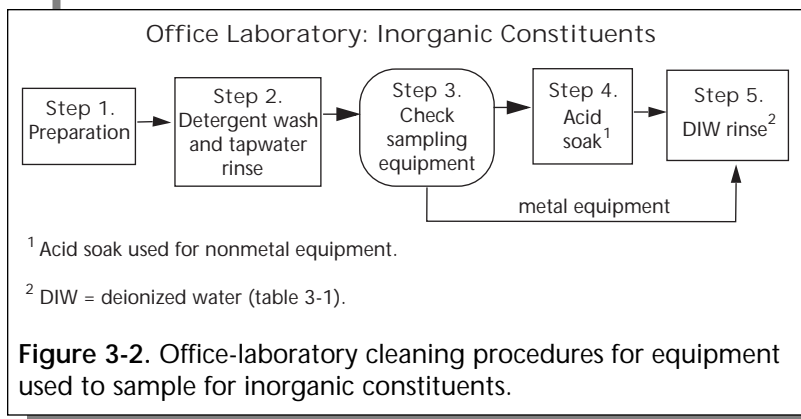 Office Laboratory: Inorganic Constituents
Step 1.
Preparation
Step 2.
Detergent wash
and tapwater
rinse
Step 3.
Check
sampling
equipment
Step 4.
Acid
soak1
Step 5.
DIW rinse2
metal equipment
1 Acid soak used for nonmetal equipment.
2 DIW = deionized water (table 3-1).
Figure 3-2. Office-laboratory cleaning procedures for equipment
used to sample for inorganic constituents.